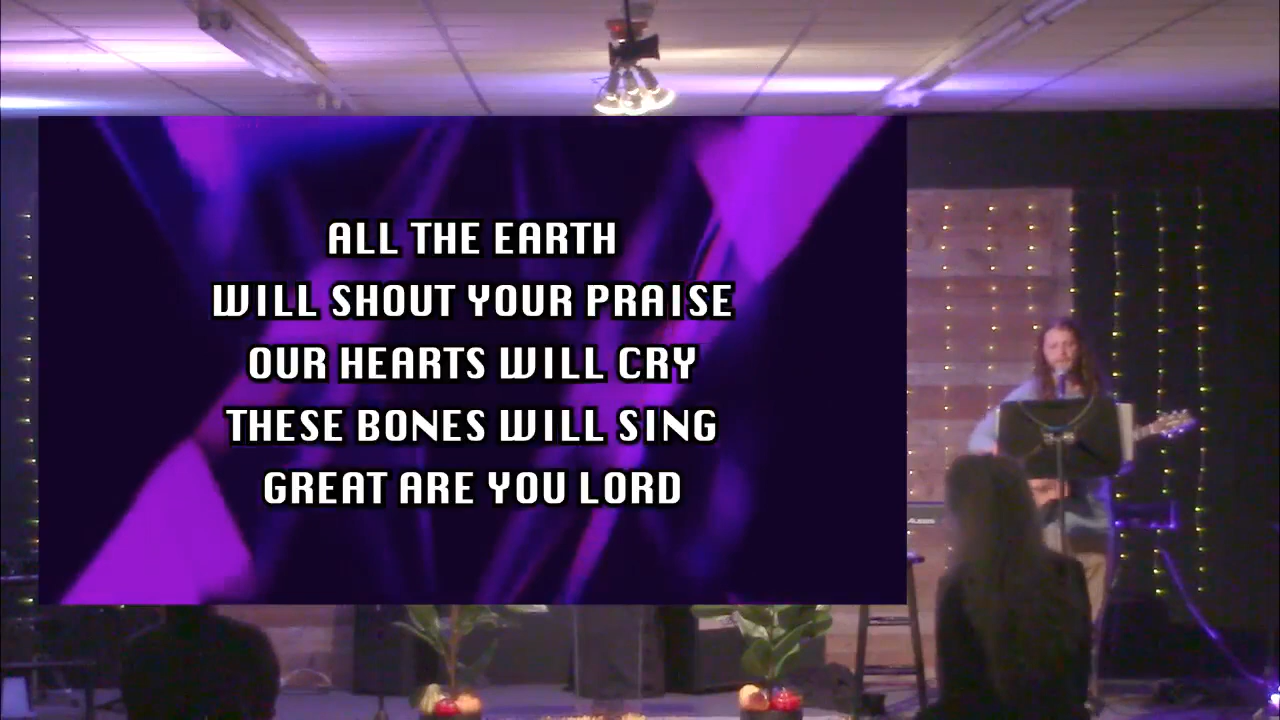 ALL THE EARTH
WILL SHOUT YOUR PRAISE
OUR HEARTS WILL CRY
THESE BONES WILL SING
GREAT ARE YOU LORD